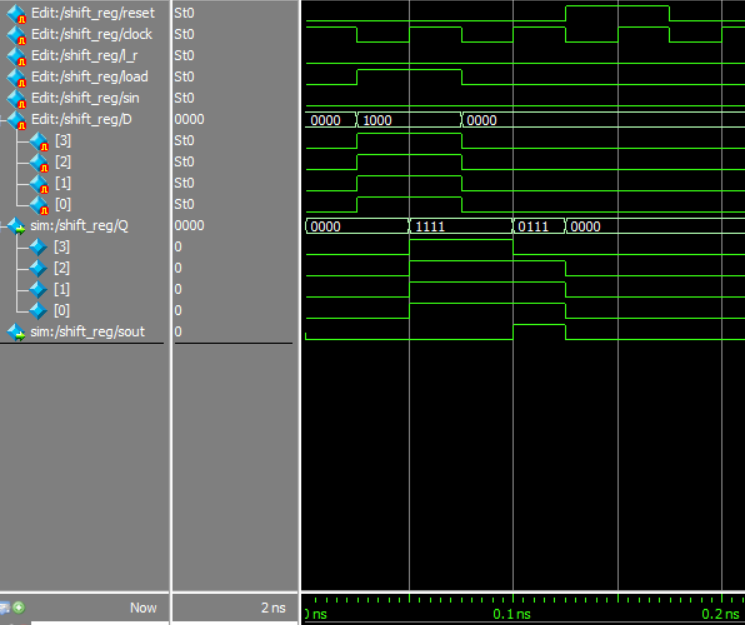 Edit:/shift_reg/reset St0
Edit:/shift_reg/clock St0
Edit:/shift_reg/l_r St0
Edit:/shift_reg/load St0
Edit:/shift_reg/sin St0
Edit:/shift_reg/D 0000 0000 1000 0000
[3] St0
[2] St0
[1] St0
[0] St0
sim:/shift_reg/Q 0000 0000 1111 0111 0000
[3] 0
[2] 0
[1] 0
[0] 0
sim:/shift_reg/sout 0
Now 2 ns ns 0.1 ns 0.2 ns